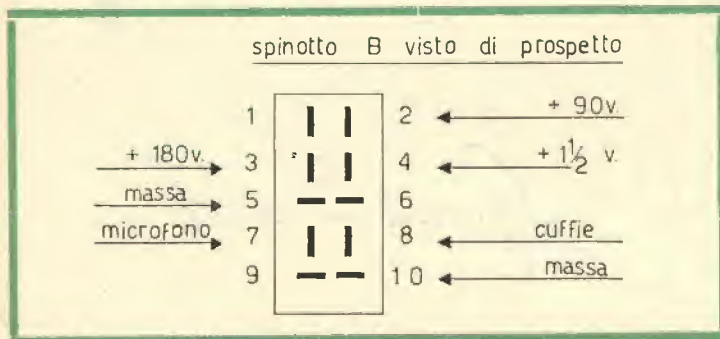 spinotto B visto di prospetto
1 2 + 90v.
+ 180v. 3 4 + 1½ v.
massa 5 6
microfono 7 8 cuffie
9 10 massa